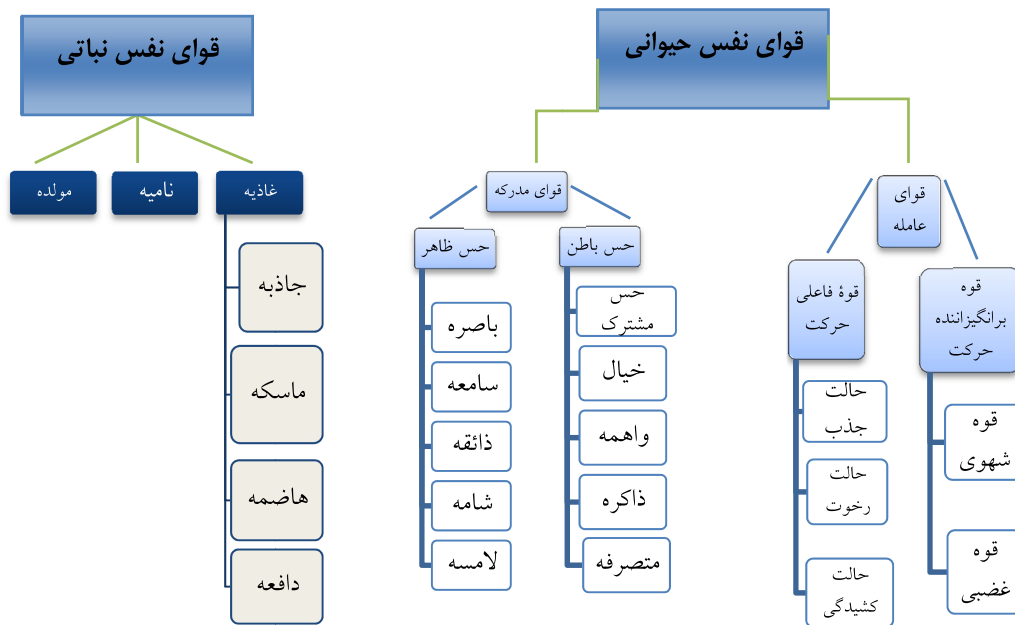 قوای نفس حیوانی
قوای
عامله
قوه
برانگیزاننده
حرکت
قوه
شهوی
قوه
غضبی
قوۀ فاعلی
حرکت
حالت
جذب
حالت
رخوت
حالت
کشیدگی
قوای مدرکه
حس باطن
حس
مشترک
خیال
واهمه
ذاکره
متصرفه
حس ظاهر
باصره
سامعه
ذائقه
شامه
لامسه
قوای نفس نباتی
غاذیه
جاذبه
ماسکه
هاضمه
دافعه
نامیه
مولده